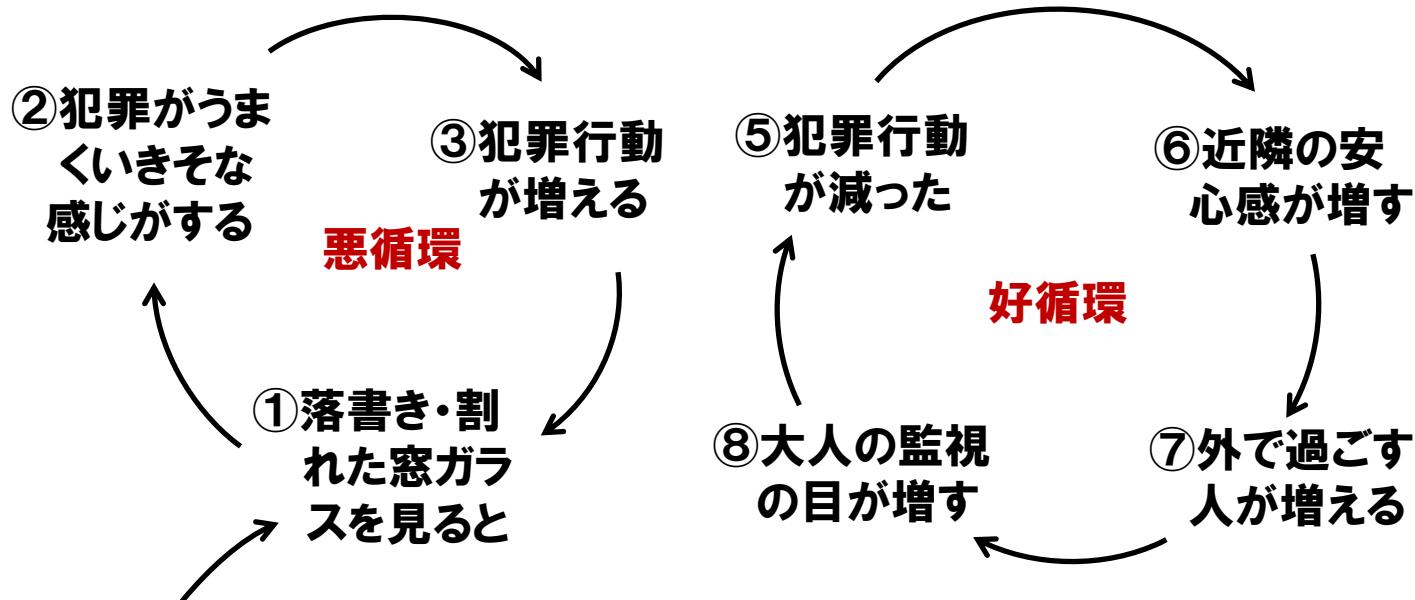 ②犯罪がうま
くいきそな
感じがする
③犯罪行動
が増える
悪循環
①落書き・割
れた窓ガラ
スを見ると
⑤犯罪行動
が減った
⑥近隣の安
心感が増す
好循環
⑧大人の監視
の目が増す
⑦外で過ごす
人が増える